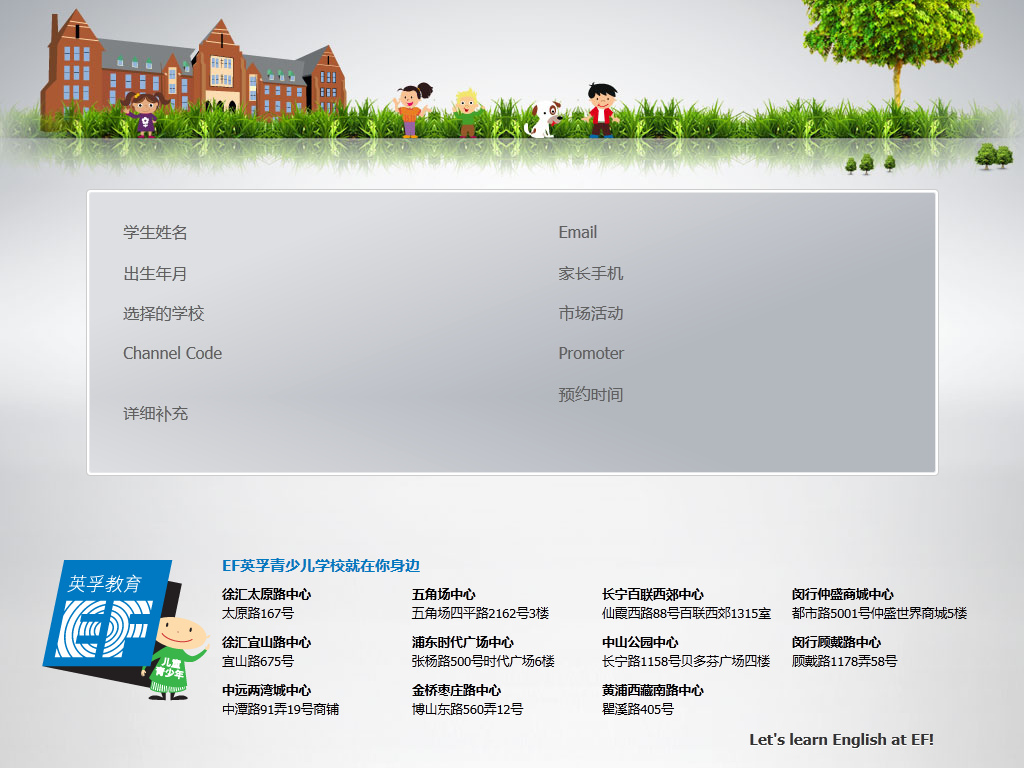 学生姓名
Email
出生年月
家长手机
选择的学校
市场活动
Channel Code
Promoter
预约时间
详细补充
英孚教育
EF
儿童
青少年
EF英孚青少儿学校就在你身边
徐汇太原路中心
太原路167号
五角场中心
五角场四平路2162号3楼
长宁百联西郊中心
仙霞西路88号百联西郊1315室
闵行仲盛商城中心
都市路5001号仲盛世界商城5楼
徐汇宜山路中心
宜山路675号
浦东时代广场中心
张杨路500号时代广场6楼
中山公园中心
长宁路1158号贝多芬广场四楼
闵行顾戴路中心
顾戴路1178弄58号
中远两湾城中心
中潭路91弄19号商铺
金桥枣庄路中心
博山东路560弄12号
黄浦西藏南路中心
瞿溪路405号
Let's learn English at EF!